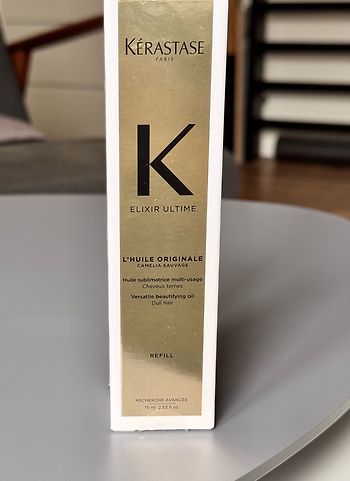 KÉRASTASE
PARIS
K
ELIXIR ULTIME
L'HUILE ORIGINALE
CAMELIA SAUVAGE
Huile sublimatrice multi-usage
Cheveux ternes
Versatile beautifying oil
Dull hair
REFILL
RECHERCHE AVANCÉE
75 ml 2.53 fl oz